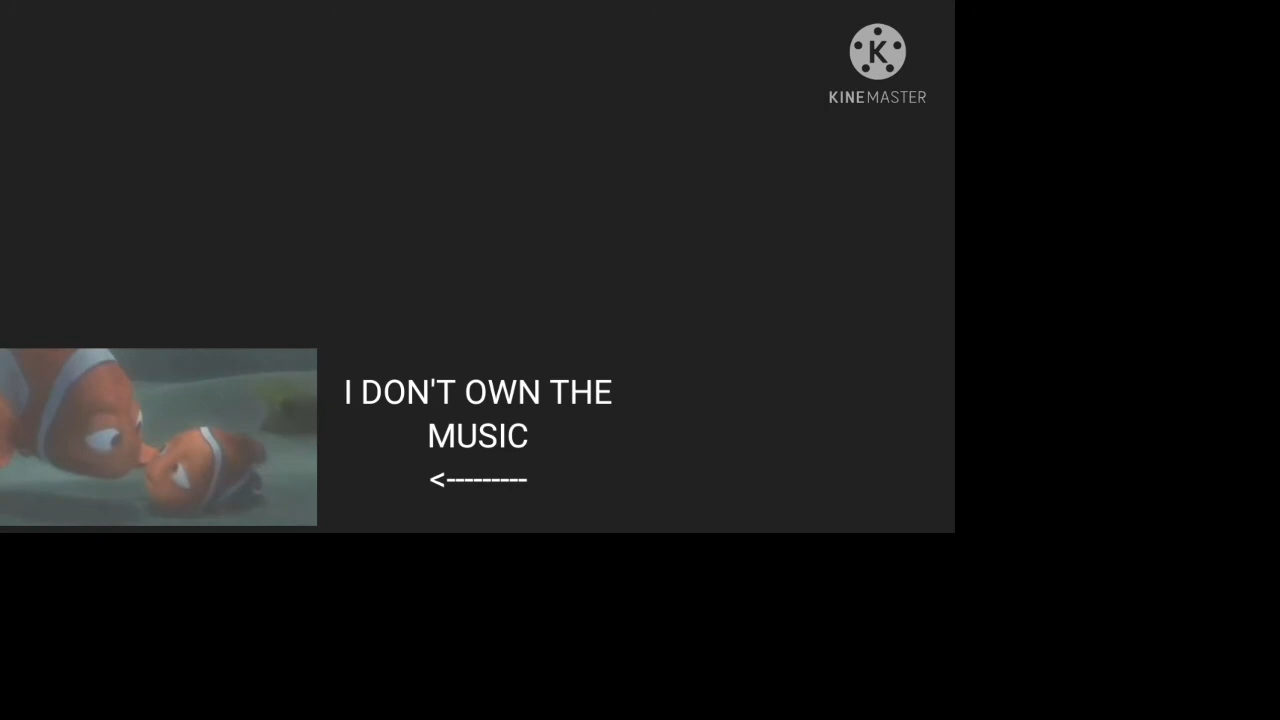 KINEMASTER
I DON'T OWN THE
MUSIC
<---------